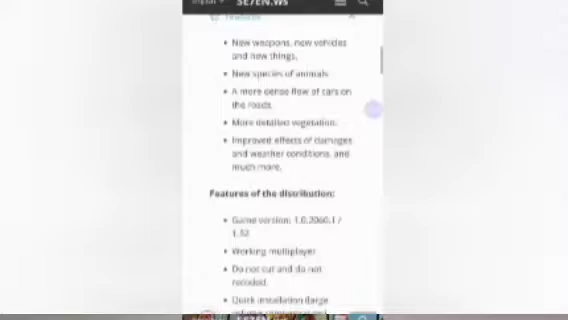 SE7EN.WS
Features
• New weapons, new vehicles
and new things.
• New species of animals.
• A more dense flow of cars on
the roads.
• More detailed vegetation.
• Improved effects of damages
and weather conditions, and
much more.
Features of the distribution:
• Game version: 1.0.2060.1 /
1.52
• Working multiplayer
• Do not cut and do not
recoded.
• Quick installation (large
SE7EN